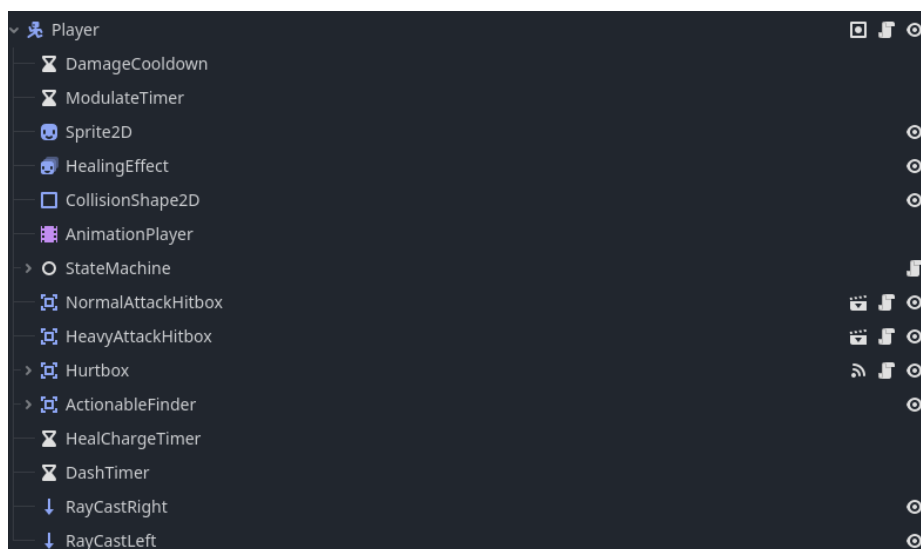 Player
DamageCooldown
ModulateTimer
Sprite2D
HealingEffect
CollisionShape2D
AnimationPlayer
StateMachine
NormalAttackHitbox
HeavyAttackHitbox
Hurtbox
ActionableFinder
HealChargeTimer
DashTimer
RayCastRight
RayCastLeft